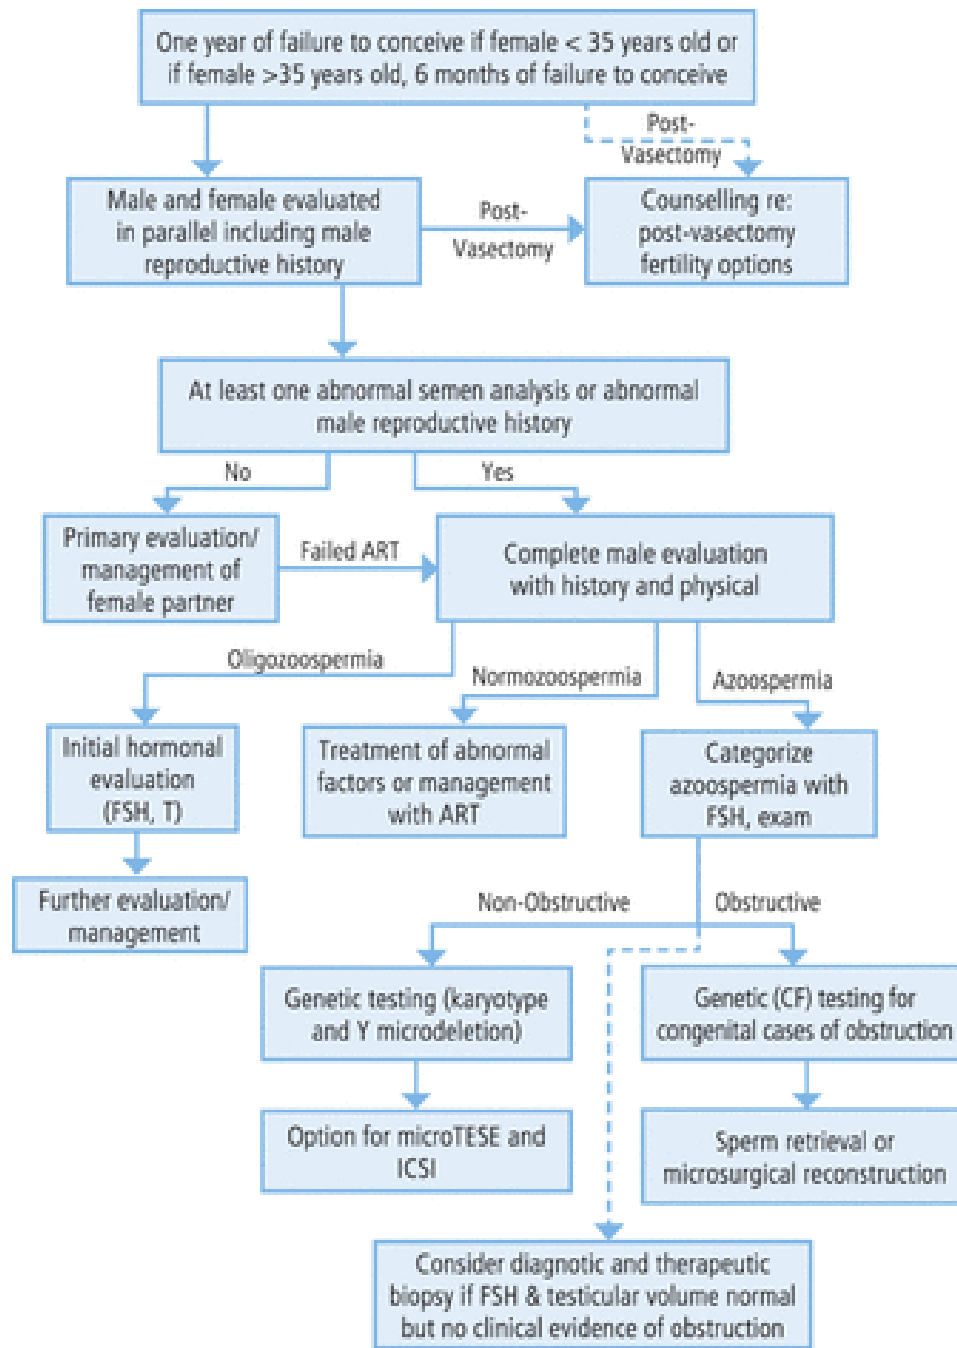 One year of failure to conceive if female < 35 years old or
if female >35 years old, 6 months of failure to conceive
Post-
Vasectomy
Male and female evaluated
in parallel including male
reproductive history
Post-
Vasectomy
Counselling re:
post-vasectomy
fertility options
At least one abnormal semen analysis or abnormal
male reproductive history
No
Yes
Primary evaluation/
management of
female partner
Failed ART
Complete male evaluation
with history and physical
Oligozoospermia
Normozoospermia
Azoospermia
Initial hormonal
evaluation
(FSH, T)
Treatment of abnormal
factors or management
with ART
Categorize
azoospermia with
FSH, exam
Further evaluation/
management
Non-Obstructive
Obstructive
Genetic testing (karyotype
and Y microdeletion)
Genetic (CF) testing for
congenital cases of obstruction
Option for microTESE and
ICSI
Sperm retrieval or
microsurgical reconstruction
Consider diagnotic and therapeutic
biopsy if FSH & testicular volume normal
but no clinical evidence of obstruction